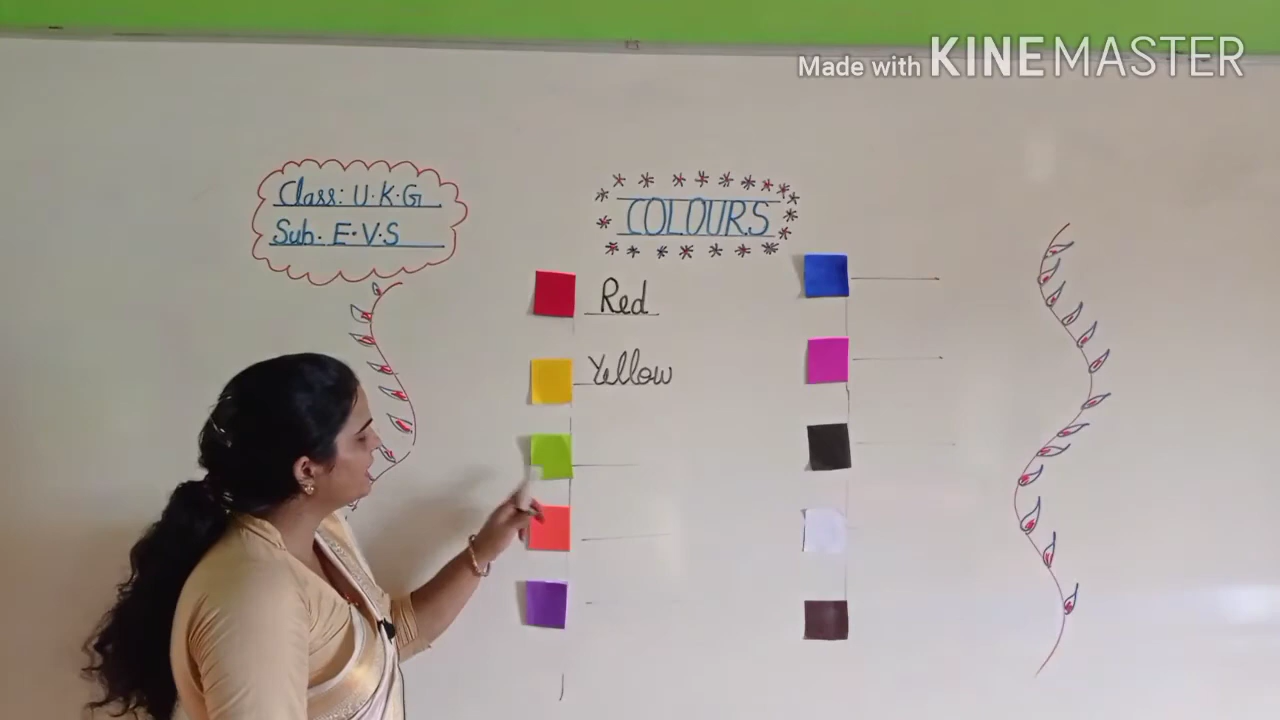 Made with KINEMASTER
Class: U.K.G
Sub. E.V.S
COLOURS
Red
Yellow